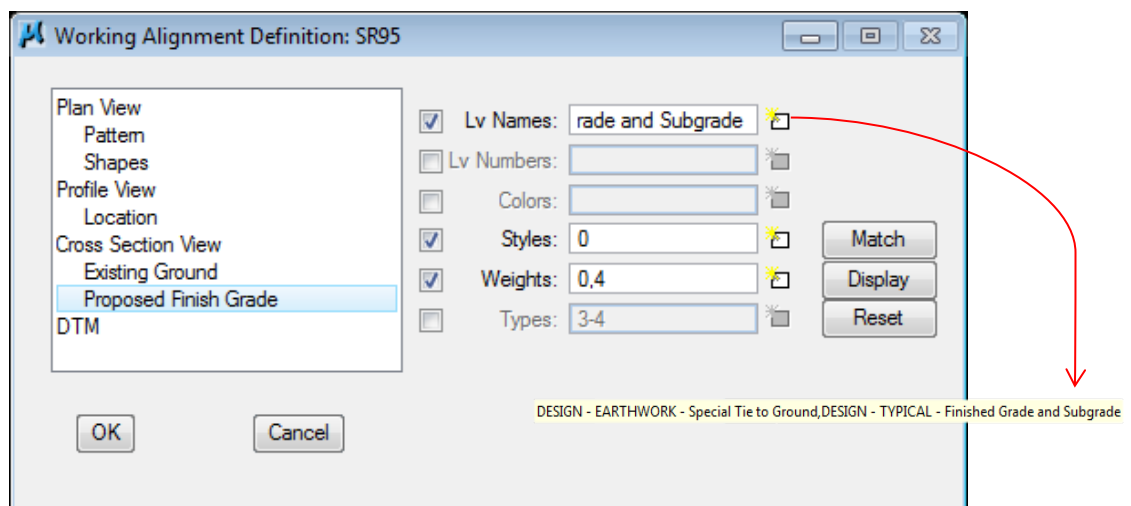 Working Alignment Definition: SR95
Plan View
Pattern
Shapes
Profile View
Location
Cross Section View
Existing Ground
Proposed Finish Grade
DTM
Lv Names: rade and Subgrade
Lv Numbers:
Colors:
Styles: 0
Match
Weights: 0,4
Display
Types: 3-4
Reset
DESIGN - EARTHWORK - Special Tie to Ground,DESIGN - TYPICAL - Finished Grade and Subgrade
OK
Cancel